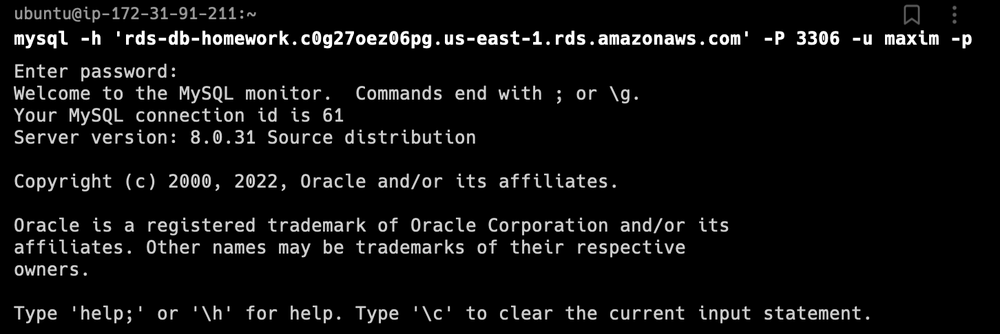 ubuntu@ip-172-31-91-211:~
mysql -h 'rds-db-homework.c0g27oez06pg.us-east-1.rds.amazonaws.com' -P 3306 -u maxim -p
Enter password:
Welcome to the MySQL monitor.  Commands end with ; or \g.
Your MySQL connection id is 61
Server version: 8.0.31 Source distribution
Copyright (c) 2000, 2022, Oracle and/or its affiliates.
Oracle is a registered trademark of Oracle Corporation and/or its
affiliates. Other names may be trademarks of their respective
owners.
Type 'help;' or '\h' for help. Type '\c' to clear the current input statement.